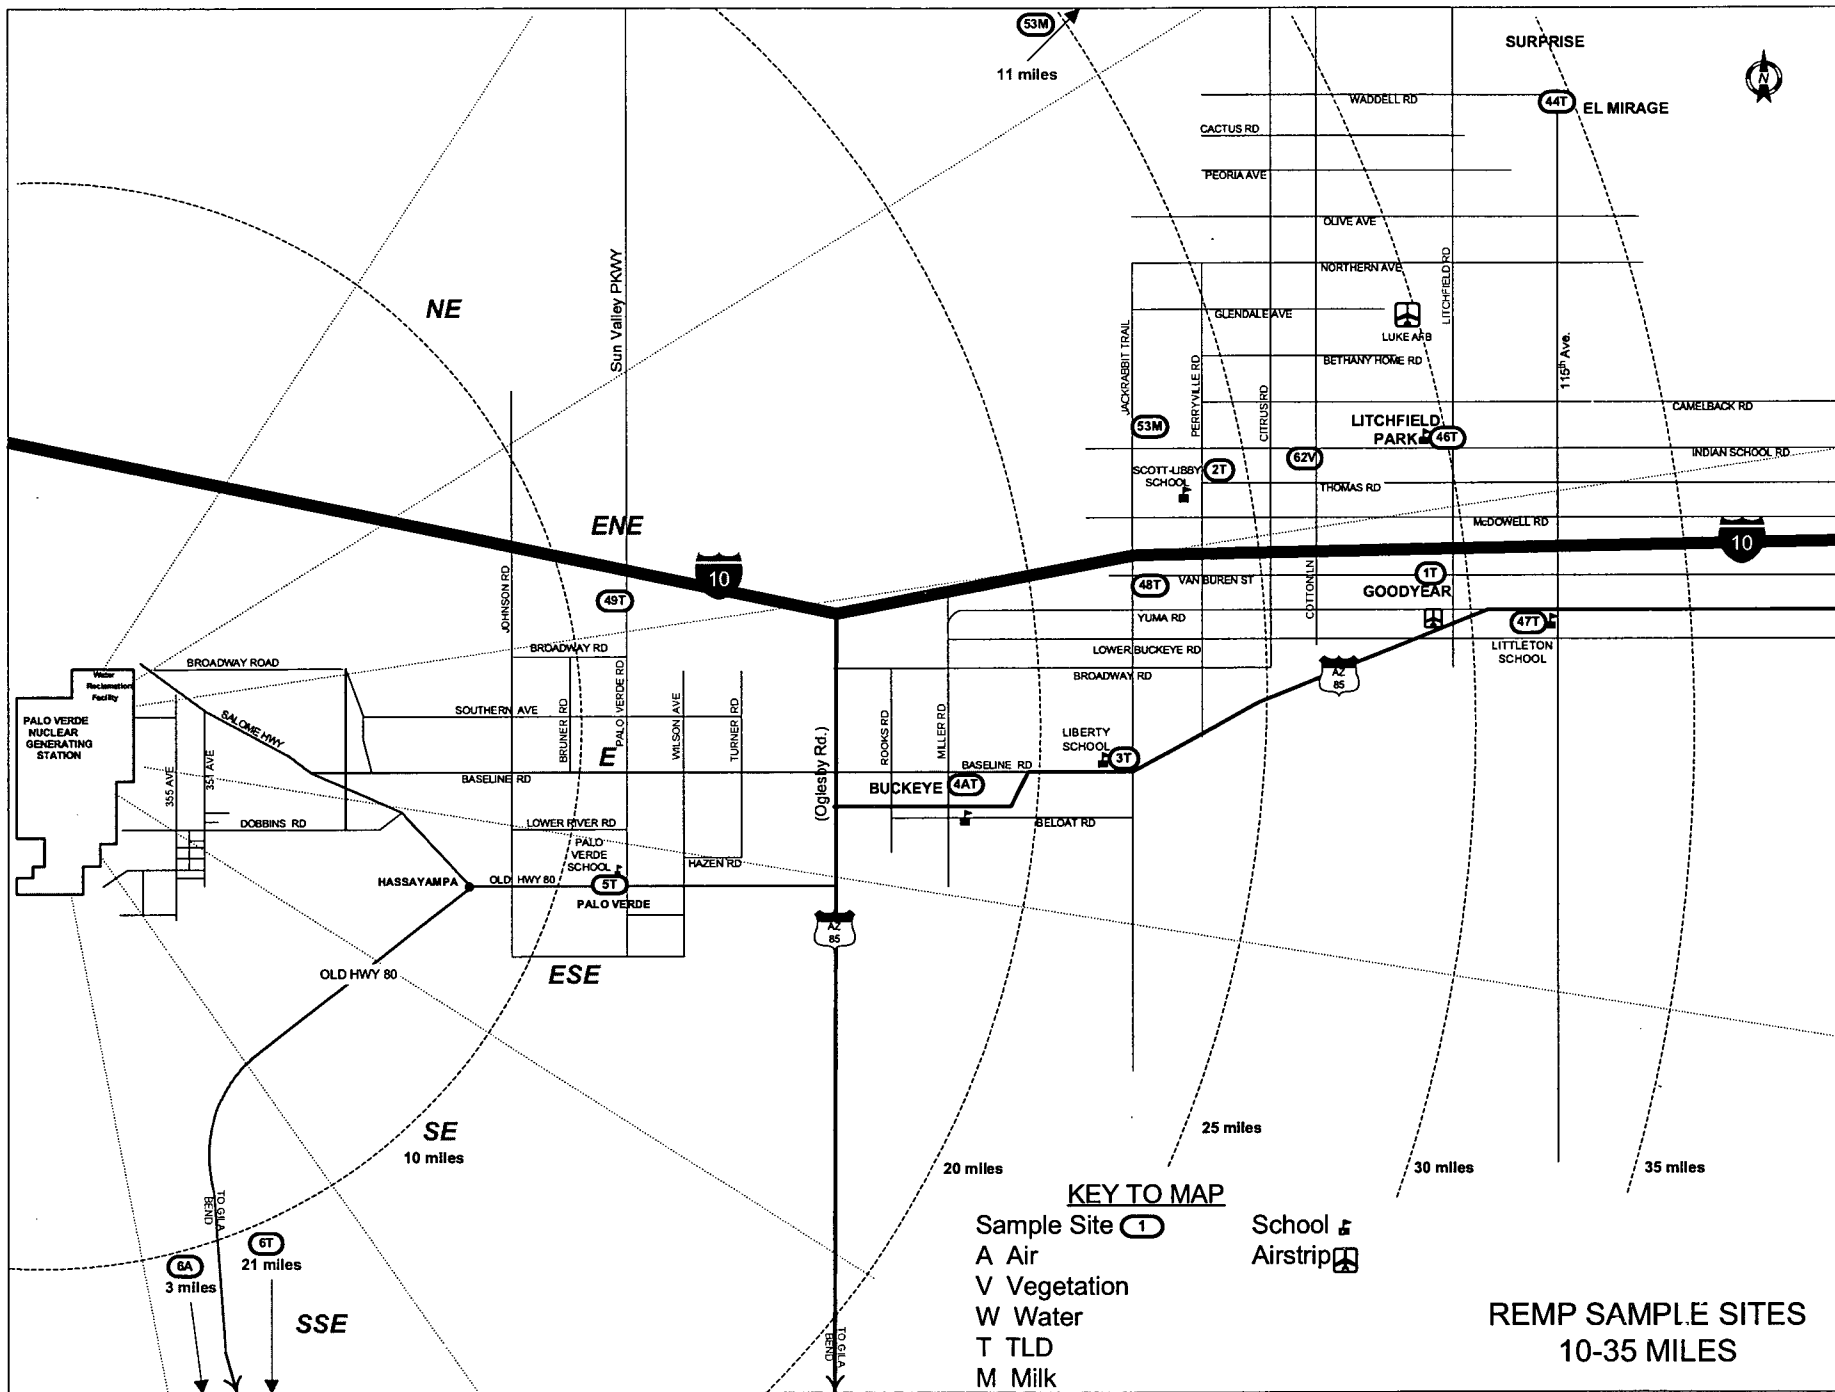 53M
11 miles
SURPRISE
N
WADDELL RD
44T
EL MIRAGE
CACTUS RD
PEORIA AVE
OLIVE AVE
NORTHERN AVE
LITCHFIELD RD
NE
Sun Valley PKWY
GLENDALE AVE
LUKE AFB
JACKRABBIT TRAIL
PERRYVILLE RD
CITRUS RD
BETHANY HOME RD
115th Ave.
CAMELBACK RD
53M
LITCHFIELD
PARK
46T
62V
INDIAN SCHOOL RD
SCOTT-LIBBY
SCHOOL
2T
THOMAS RD
McDOWELL RD
ENE
10
10
JOHNSON RD
49T
48T
VAN BUREN ST
COTTON LN
1T
GOODYEAR
YUMA RD
47T
LITTLETON
SCHOOL
BROADWAY RD
LOWER BUCKEYE RD
BROADWAY RD
AZ
85
BROADWAY ROAD
Water
Reclamation
Facility
PALO VERDE
NUCLEAR
GENERATING
STATION
SALOME HWY
355 AVE
351 AVE
SOUTHERN AVE
BRUNER RD
PALO VERDE RD
WILSON AVE
TURNER RD
(Oglesby Rd.)
ROOKS RD
MILLER RD
LIBERTY
SCHOOL
3T
E
BASELINE RD
BASELINE RD
BUCKEYE
4AT
DOBBINS RD
LOWER RIVER RD
BELOAT RD
PALO
VERDE
SCHOOL
HAZEN RD
HASSAYAMPA
OLD HWY 80
5T
PALO VERDE
AZ
85
OLD HWY 80
ESE
SE
10 miles
20 miles
25 miles
30 miles
35 miles
TO GILA
BEND
6T
21 miles
6A
3 miles
SSE
TO GILA
BEND
KEY TO MAP
Sample Site 1
School
A Air
Airstrip
V Vegetation
W Water
T TLD
M Milk
REMP SAMPLE SITES
10-35 MILES